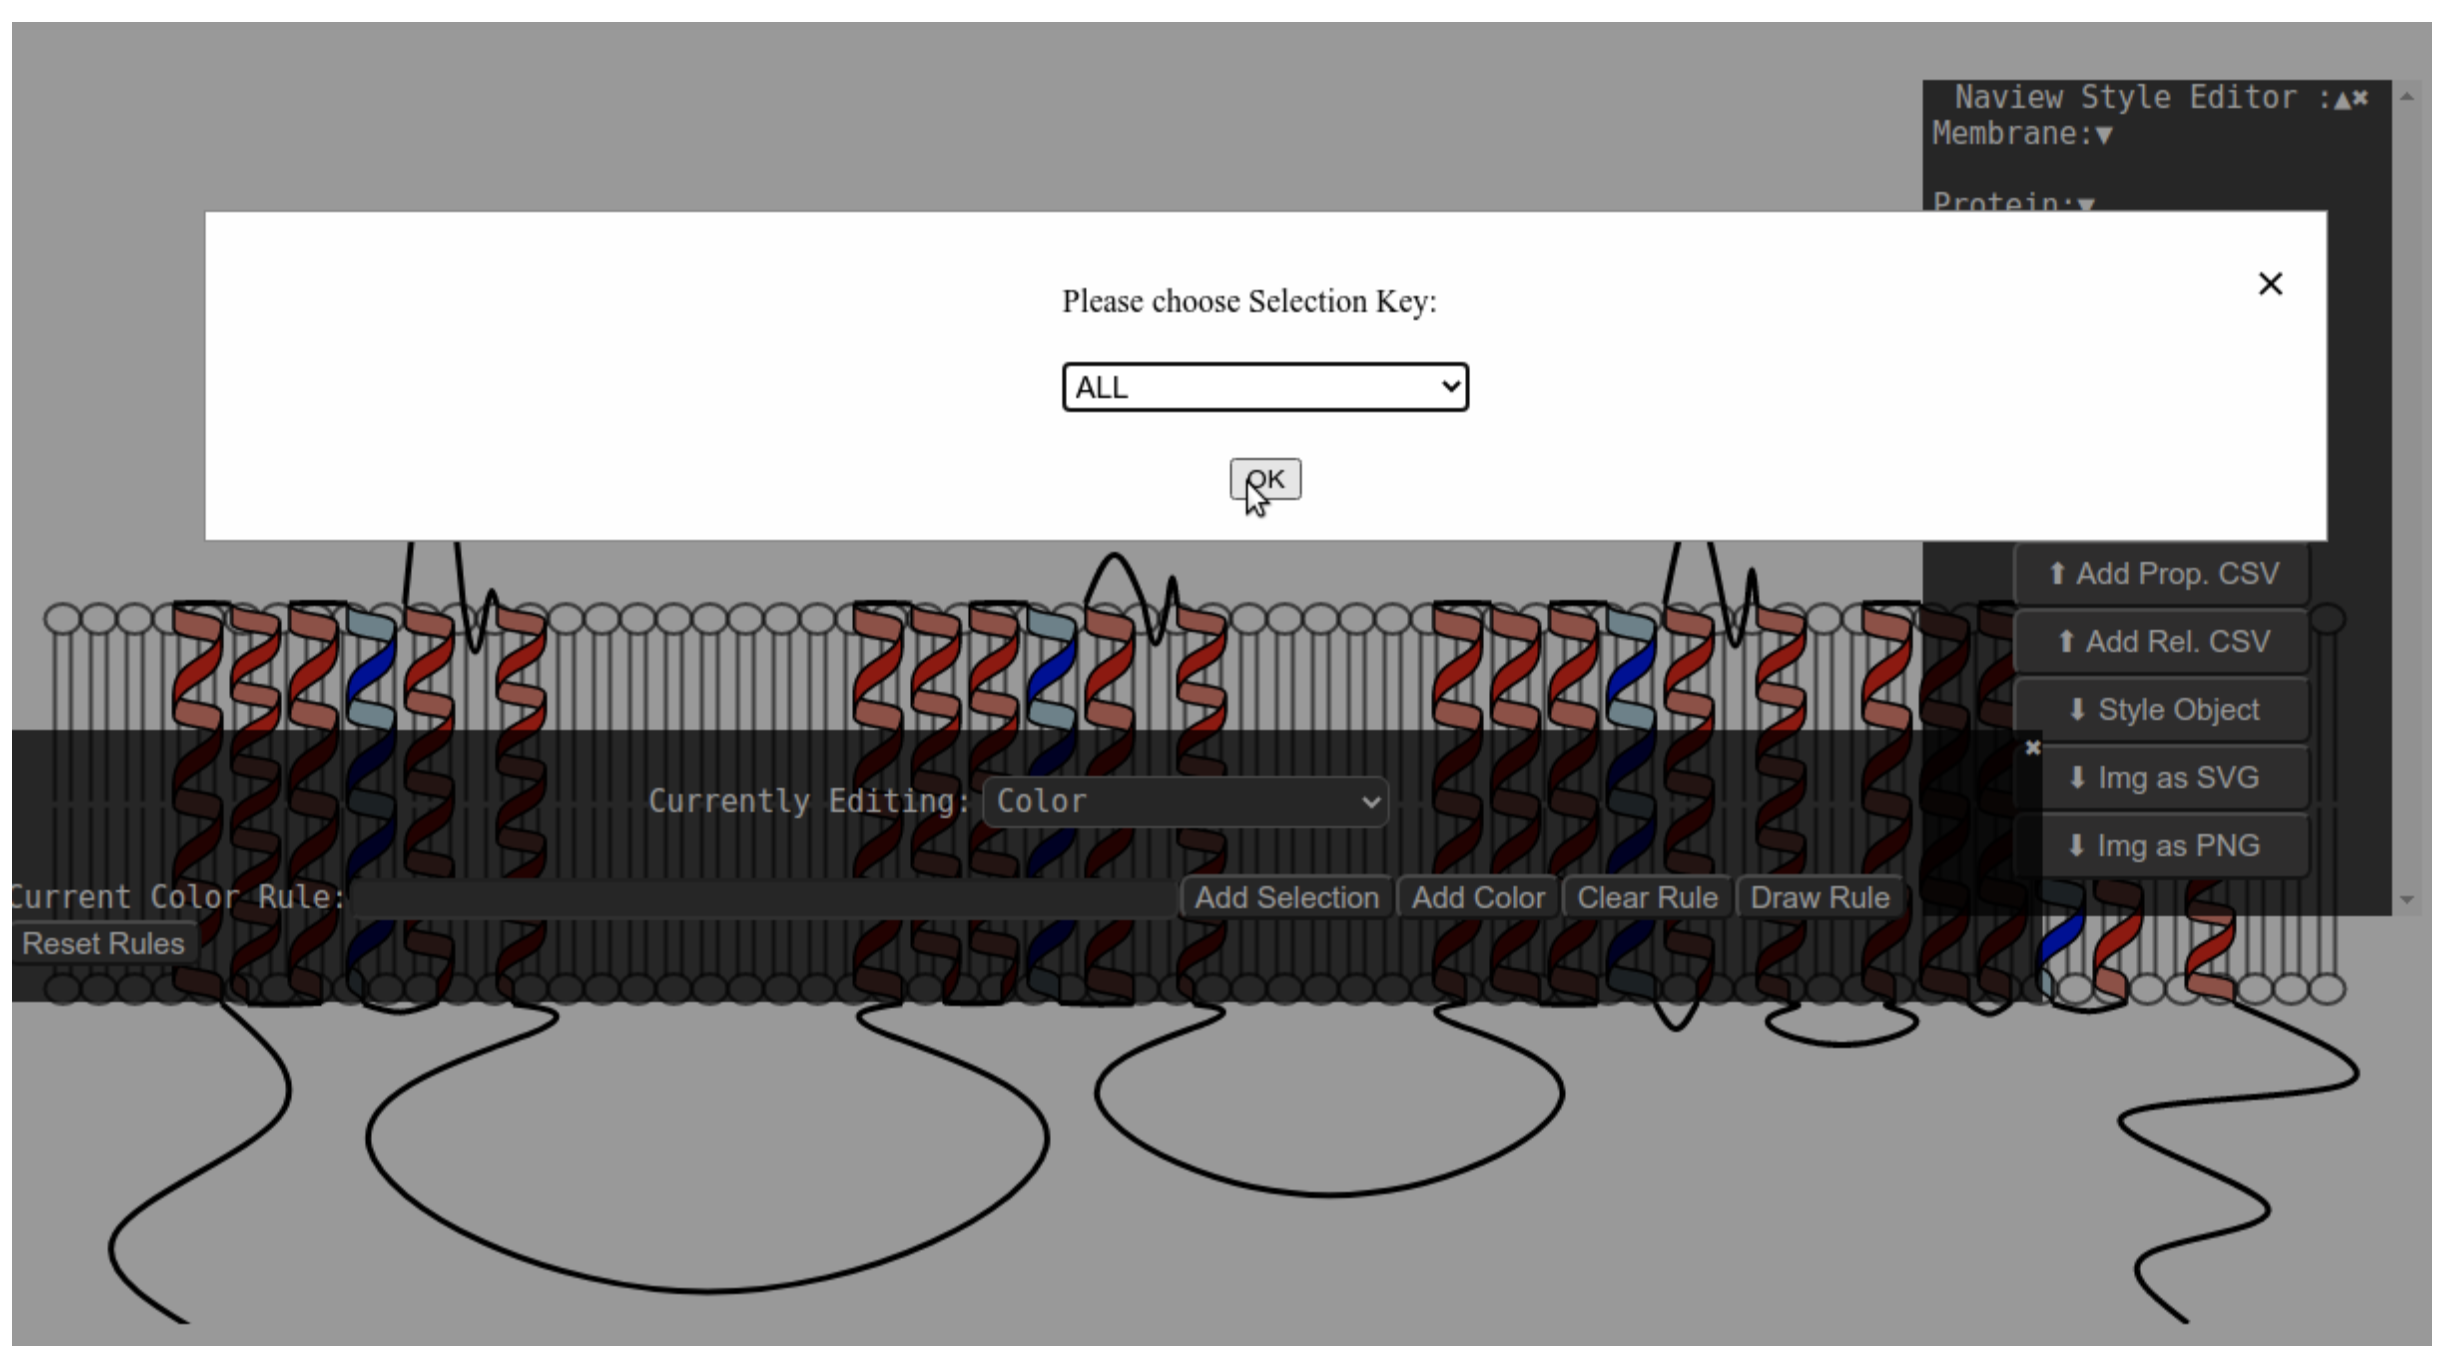 Naview Style Editor :▲✖
Membrane:▼
Protein:▼
Please choose Selection Key:
ALL
OK
⬆ Add Prop. CSV
⬆ Add Rel. CSV
⬇ Style Object
⬇ Img as SVG
⬇ Img as PNG
Currently Editing: Color
Current Color Rule: Add Selection Add Color Clear Rule Draw Rule
Reset Rules